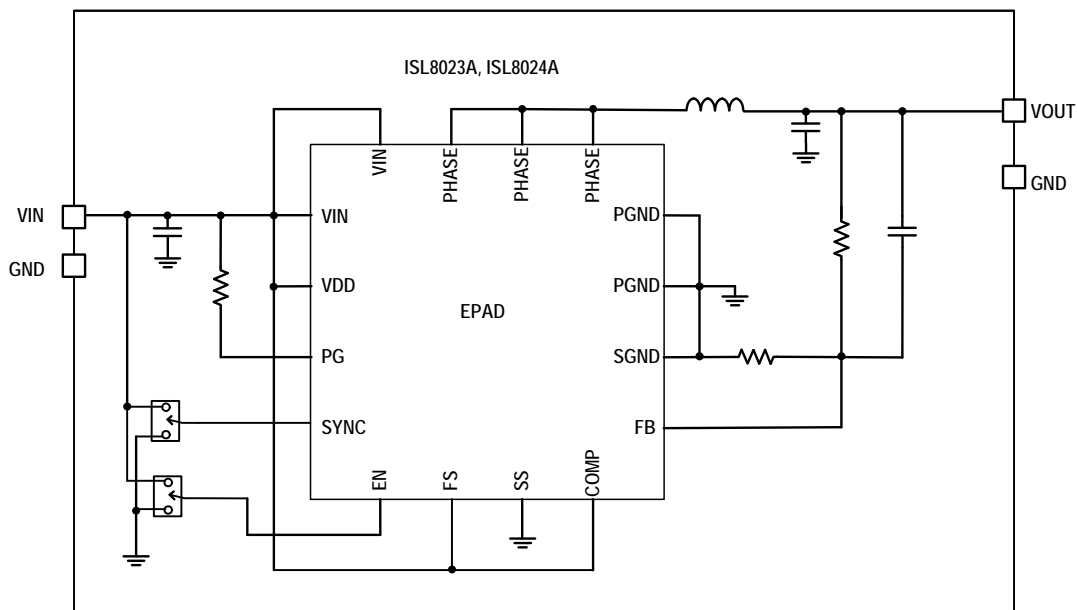 ISL8023A, ISL8024A
VOUT
GND
VIN
GND
VIN
PHASE
PHASE
PHASE
VIN
VDD
PG
SYNC
EPAD
PGND
PGND
SGND
FB
EN
FS
SS
COMP